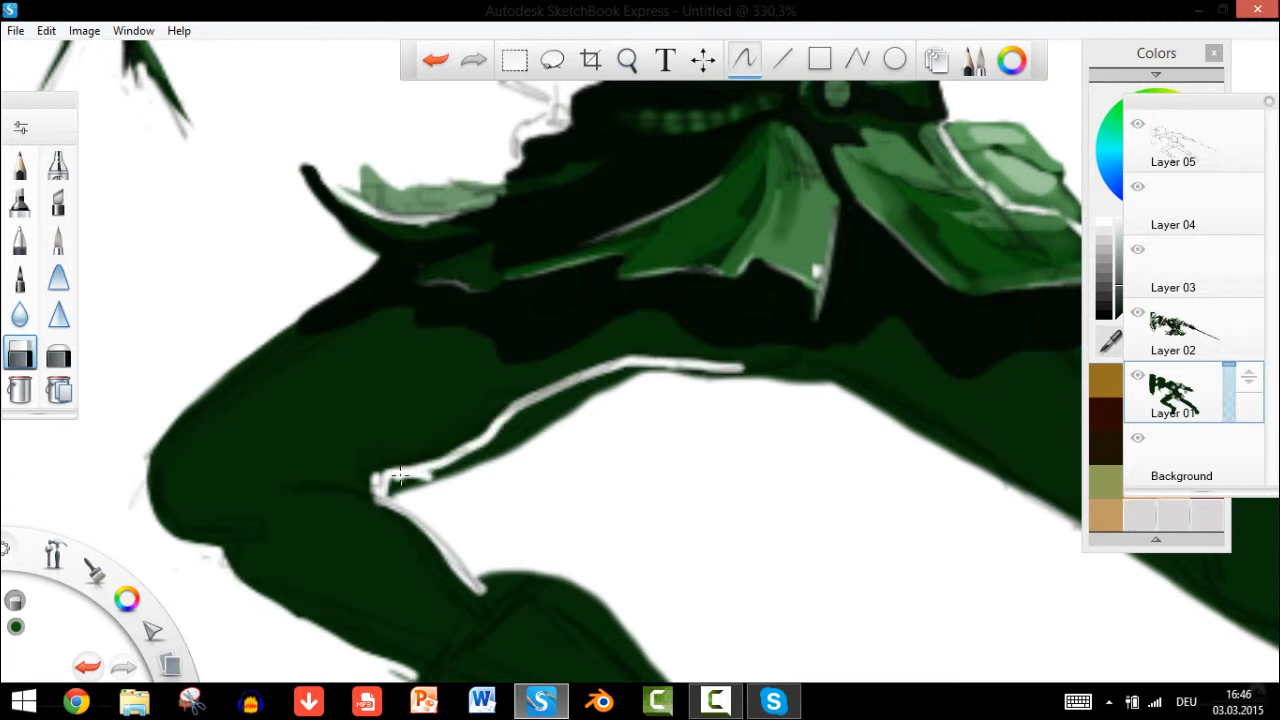 Autodesk SketchBook Express - Untitled @ 330,3%
File Edit Image Window Help
T
Colors
Layer 05
Layer 04
Layer 03
Layer 02
Layer 01
Background
MP3
DEU
16:46
03.03.2015